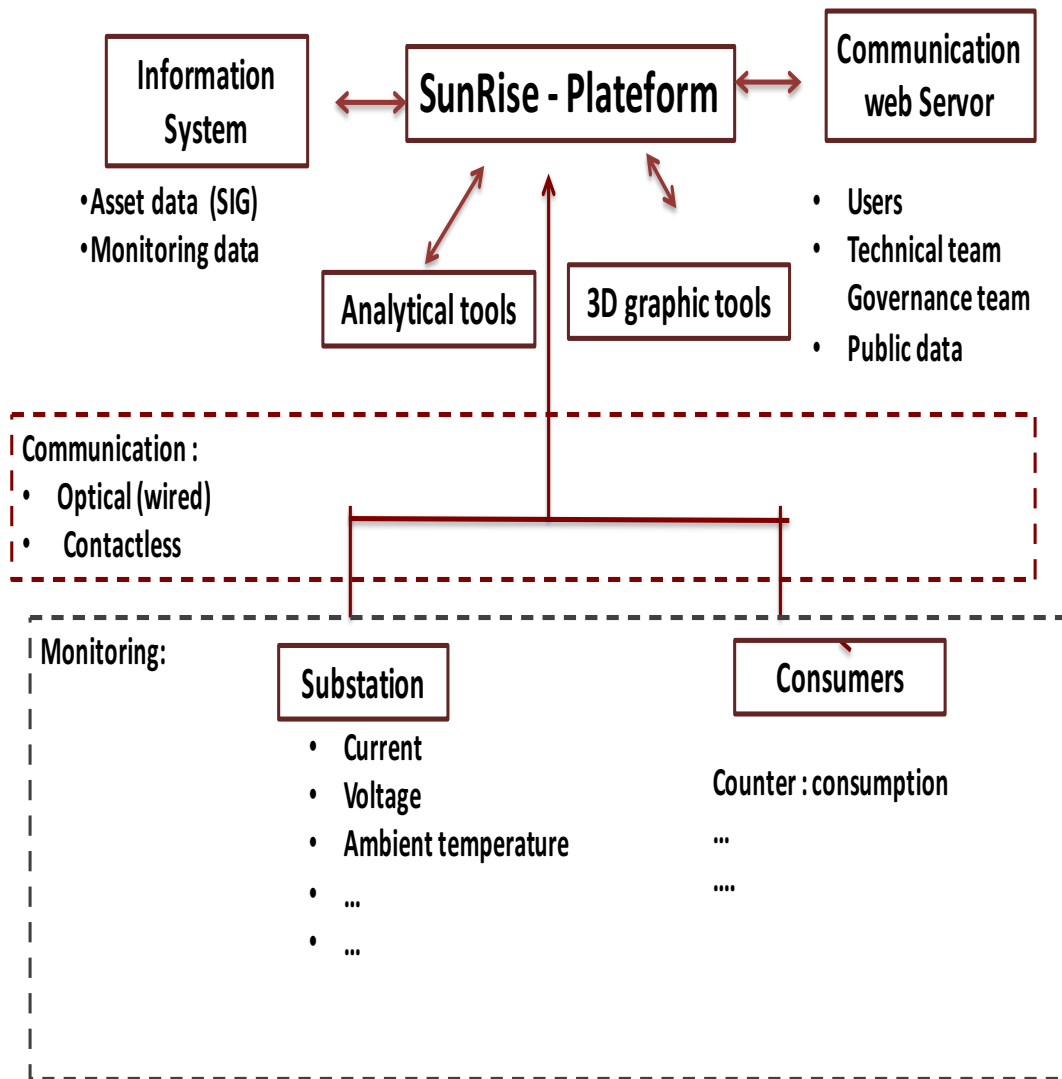 Information
System
SunRise - Plateform
Communication
web Servor
•Asset data (SIG)
•Monitoring data
• Users
• Technical team
Governance team
• Public data
Analytical tools
3D graphic tools
Communication :
• Optical (wired)
• Contactless
Monitoring:
Substation
• Current
• Voltage
• Ambient temperature
• ...
• ...
Consumers
Counter : consumption
...
....